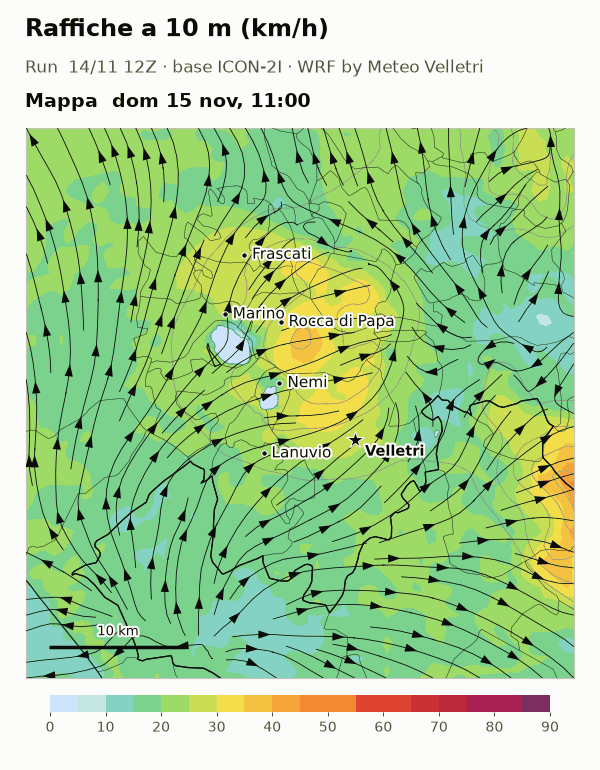 Raffiche a 10 m (km/h)
Run 14/11 12Z · base ICON-2I · WRF by Meteo Velletri
Mappa dom 15 nov, 11:00
Frascati
Marino
Rocca di Papa
Nemi
Lanuvio
Velletri
10 km
0 10 20 30 40 50 60 70 80 90